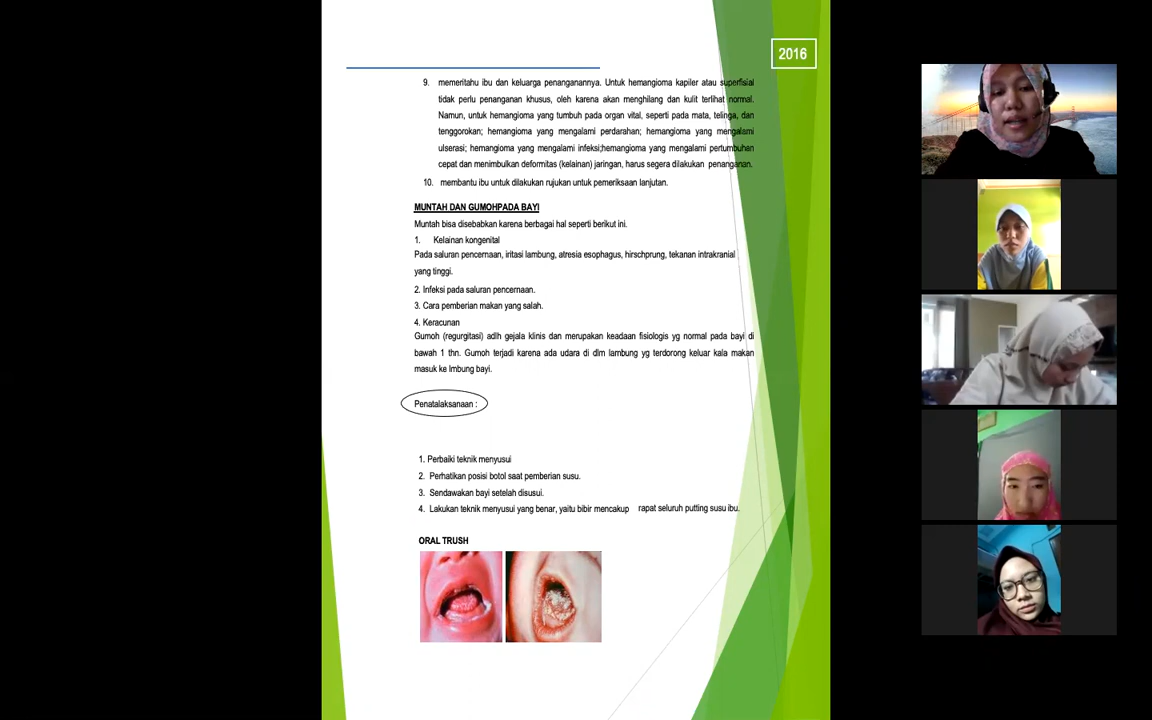 2016
9. memeritahu ibu dan keluarga penanganannya. Untuk hemangioma kapiler atau superfisial
tidak perlu penanganan khusus, oleh karena akan menghilang dan kulit terlihat normal.
Namun, untuk hemangioma yang tumbuh pada organ vital, seperti pada mata, telinga, dan
tenggorokan; hemangioma yang mengalami perdarahan; hemangioma yang mengalami
ulserasi; hemangioma yang mengalami infeksi;hemangioma yang mengalami pertumbuhan
cepat dan menimbulkan deformitas (kelainan) jaringan, harus segera dilakukan penanganan.
10. membantu ibu untuk dilakukan rujukan untuk pemeriksaan lanjutan.
MUNTAH DAN GUMOHPADA BAYI
Muntah bisa disebabkan karena berbagai hal seperti berikut ini.
1. Kelainan kongenital
Pada saluran pencernaan, iritasi lambung, atresia esophagus, hirschprung, tekanan intrakranial
yang tinggi.
2. Infeksi pada saluran pencernaan.
3. Cara pemberian makan yang salah.
4. Keracunan
Gumoh (regurgitasi) adlh gejala klinis dan merupakan keadaan fisiologis yg normal pada bayi di
bawah 1 thn. Gumoh terjadi karena ada udara di dlm lambung yg terdorong keluar kala makan
masuk ke lmbung bayi.
Penatalaksanaan :
1. Perbaiki teknik menyusui
2. Perhatikan posisi botol saat pemberian susu.
3. Sendawakan bayi setelah disusui.
4. Lakukan teknik menyusui yang benar, yaitu bibir mencakup rapat seluruh putting susu ibu.
ORAL TRUSH